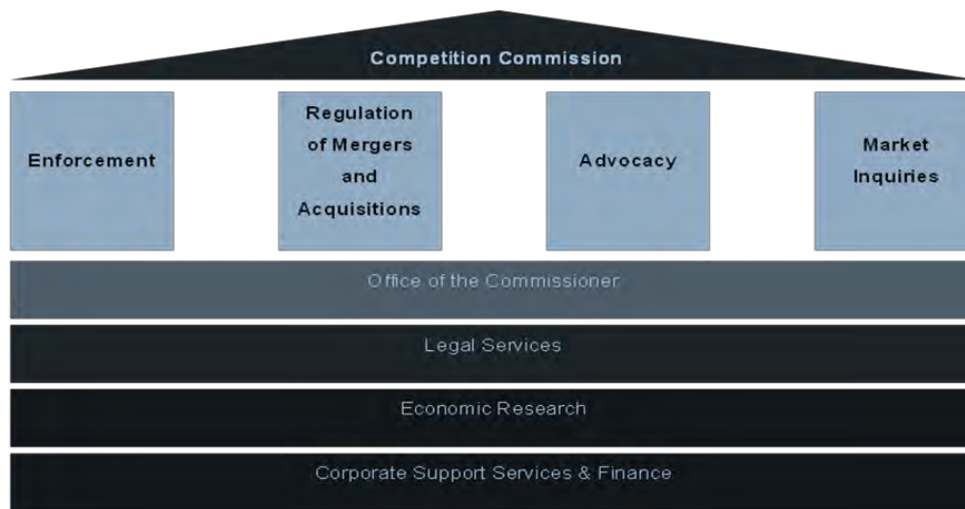 Competition Commission
Enforcement
Regulation
of Mergers
and
Acquisitions
Advocacy
Market
Inquiries
Office of the Commissioner
Legal Services
Economic Research
Corporate Support Services & Finance